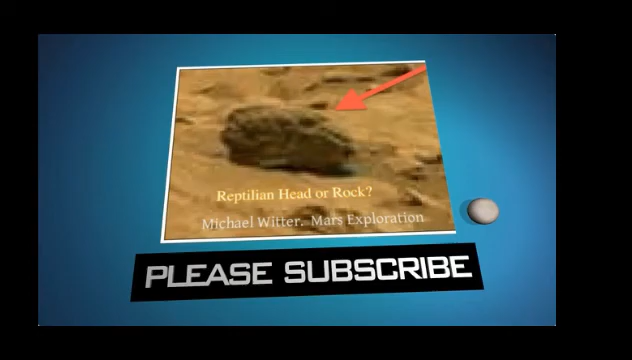 Reptilian Head or Rock?
Michael Witter. Mars Exploration
PLEASE SUBSCRIBE